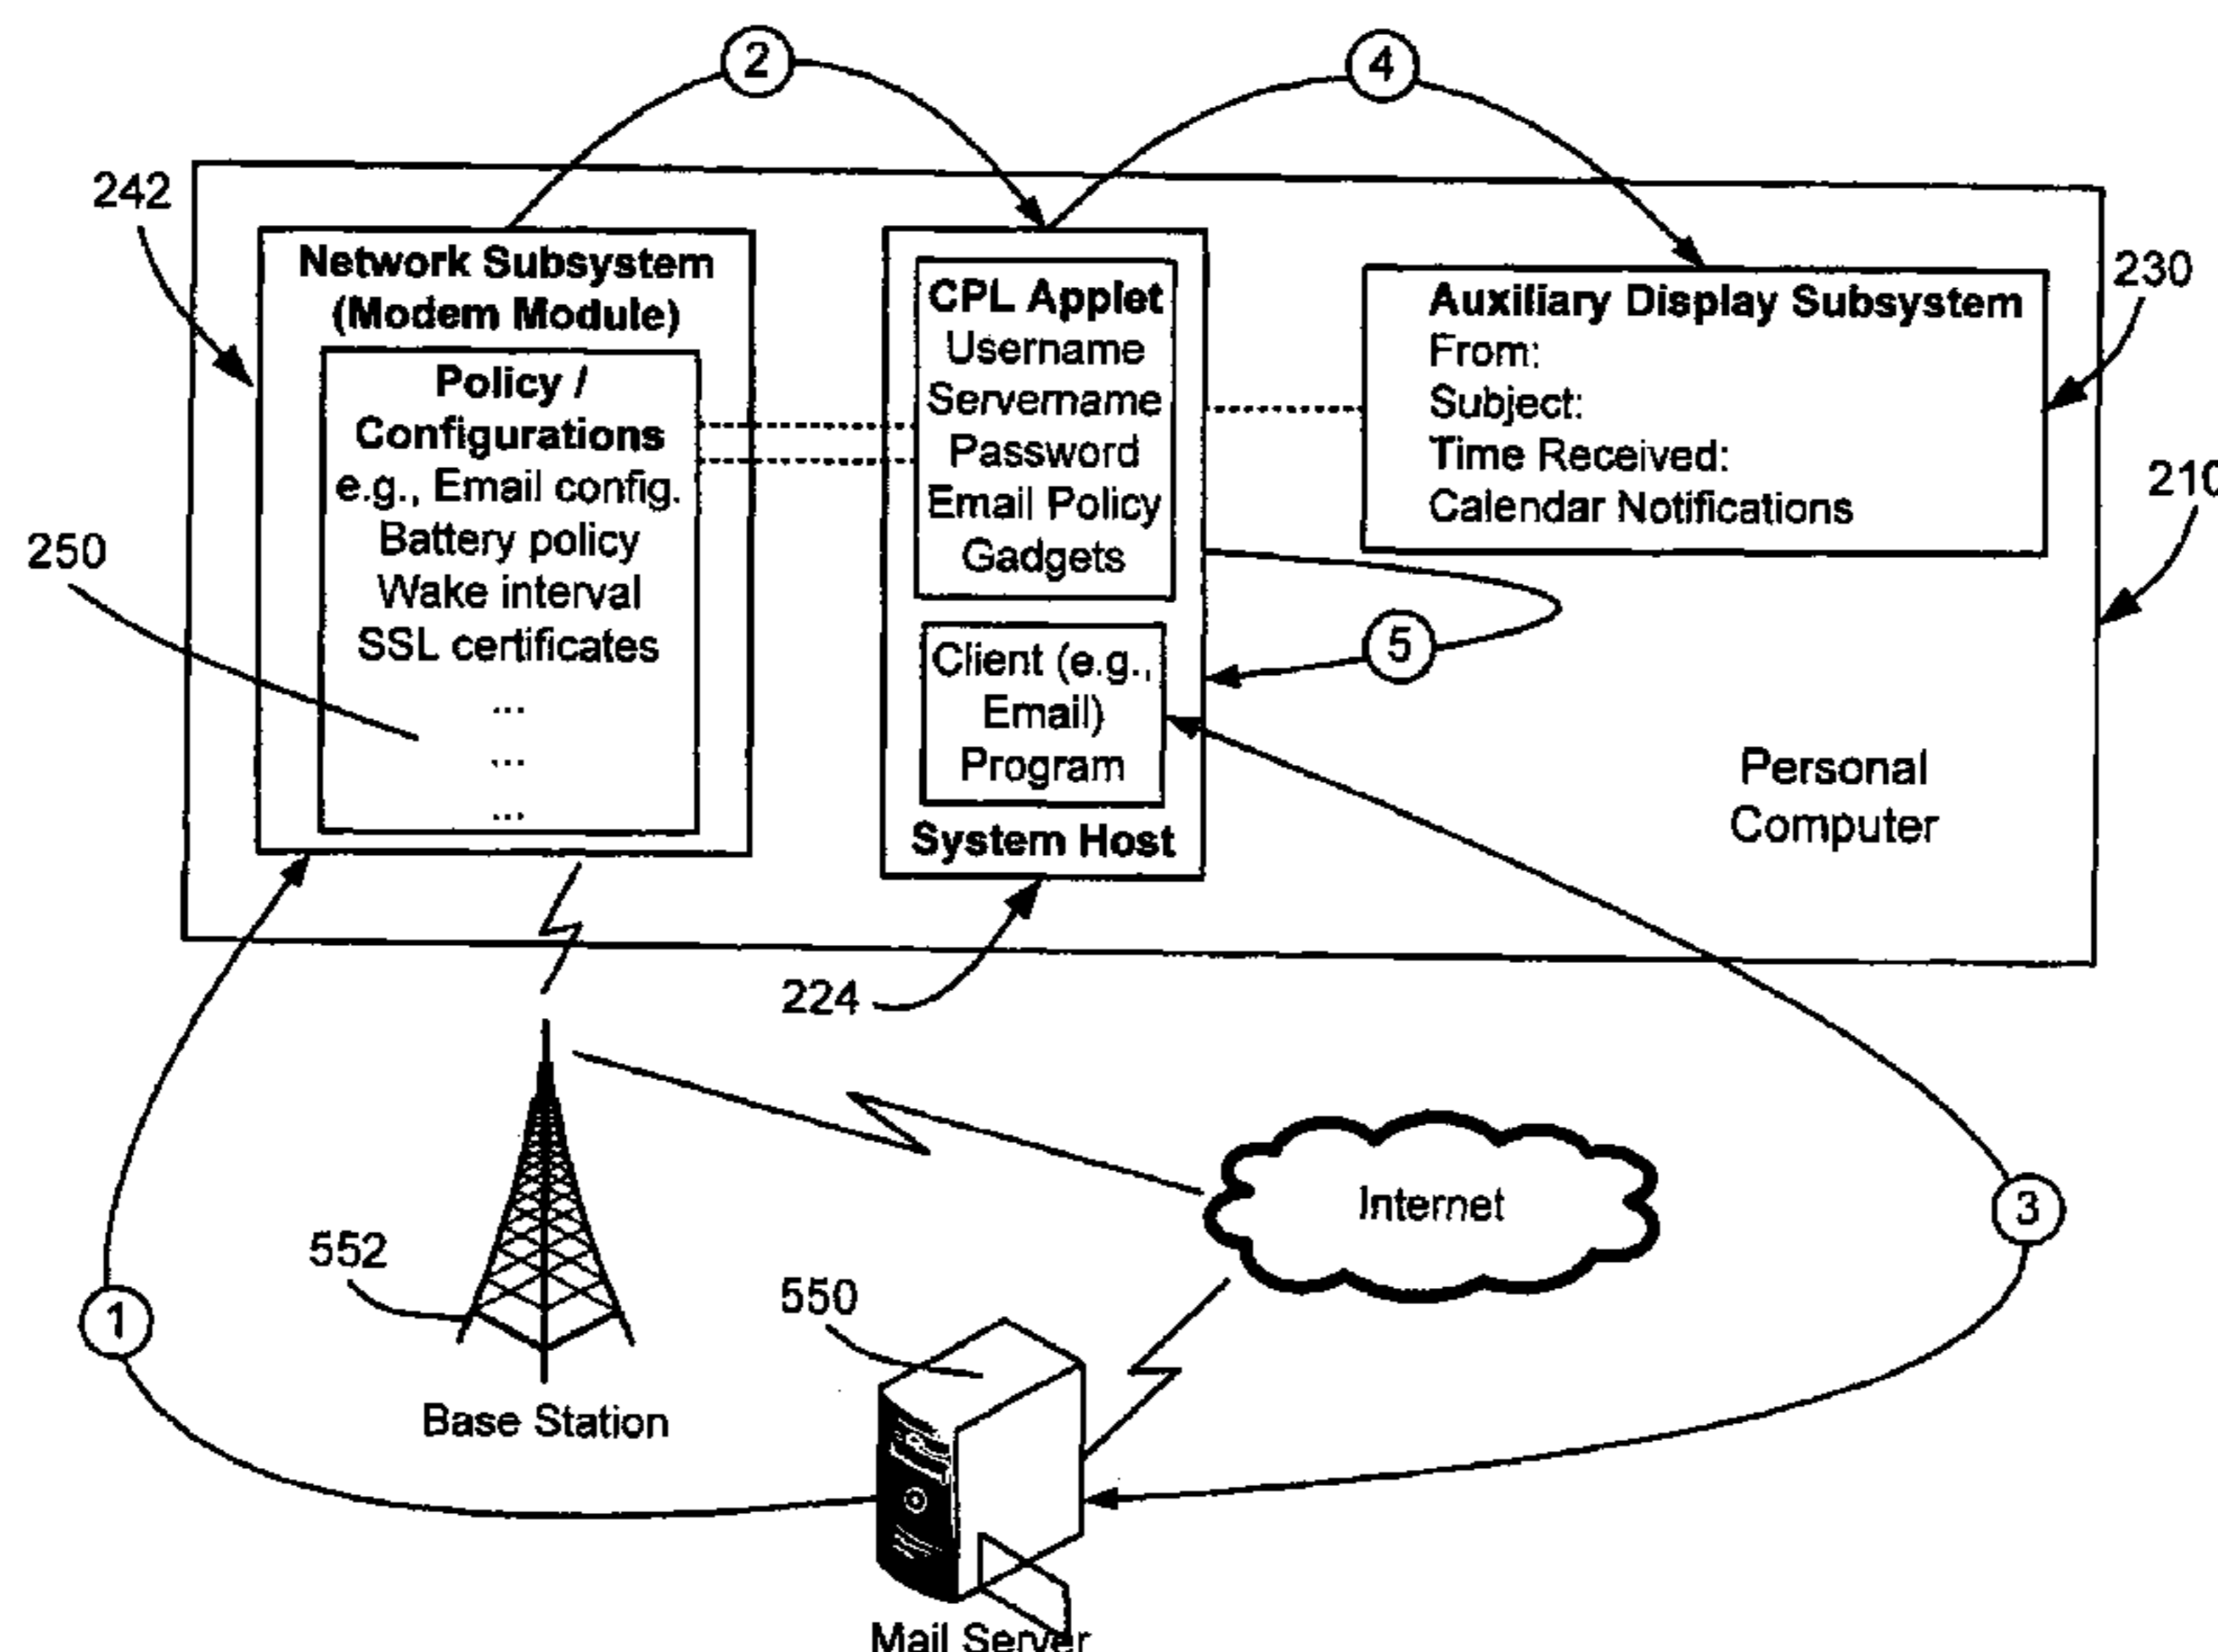 2
4
242
Network Subsystem
(Modem Module)
Policy /
Configurations
e.g., Email config.
Battery policy
Wake interval
SSL certificates
...
...
...
250
CPL Applet
Username
Servername
Password
Email Policy
Gadgets
Client (e.g.,
Email)
Program
System Host
224
Auxiliary Display Subsystem
From:
Subject:
Time Received:
Calendar Notifications
230
210
5
Personal
Computer
Internet
3
552
550
1
Base Station
Mail Server